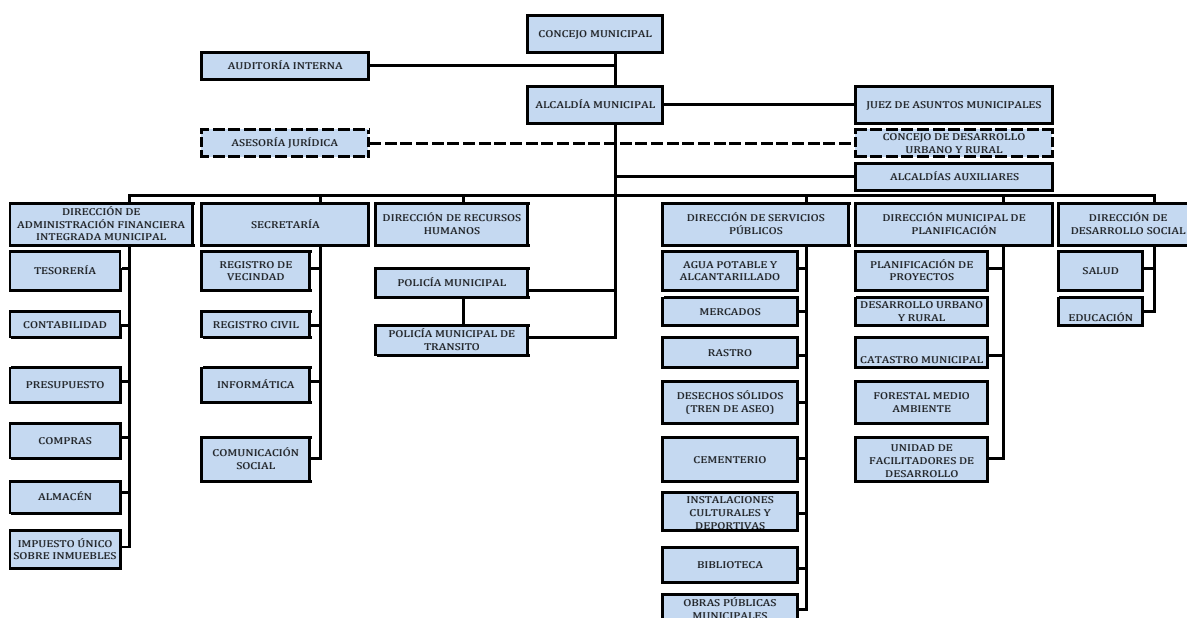 CONCEJO MUNICIPAL
AUDITORÍA INTERNA
ALCALDÍA MUNICIPAL
JUEZ DE ASUNTOS MUNICIPALES
ASESORÍA JURÍDICA
CONCEJO DE DESARROLLO
URBANO Y RURAL
ALCALDÍAS AUXILIARES
DIRECCIÓN DE
ADMINISTRACIÓN FINANCIERA
INTEGRADA MUNICIPAL
SECRETARÍA
DIRECCIÓN DE RECURSOS
HUMANOS
DIRECCIÓN DE SERVICIOS
PÚBLICOS
DIRECCIÓN MUNICIPAL DE
PLANIFICACIÓN
DIRECCIÓN DE
DESARROLLO SOCIAL
TESORERÍA
CONTABILIDAD
PRESUPUESTO
COMPRAS
ALMACÉN
IMPUESTO ÚNICO
SOBRE INMUEBLES
REGISTRO DE
VECINDAD
REGISTRO CIVIL
INFORMÁTICA
COMUNICACIÓN
SOCIAL
POLICÍA MUNICIPAL
POLICÍA MUNICIPAL DE
TRANSITO
AGUA POTABLE Y
ALCANTARILLADO
MERCADOS
RASTRO
DESECHOS SÓLIDOS
(TREN DE ASEO)
CEMENTERIO
INSTALACIONES
CULTURALES Y
DEPORTIVAS
BIBLIOTECA
OBRAS PÚBLICAS
MUNICIPALES
PLANIFICACIÓN DE
PROYECTOS
DESARROLLO URBANO
Y RURAL
CATASTRO MUNICIPAL
FORESTAL MEDIO
AMBIENTE
UNIDAD DE
FACILITADORES DE
DESARROLLO
SALUD
EDUCACIÓN